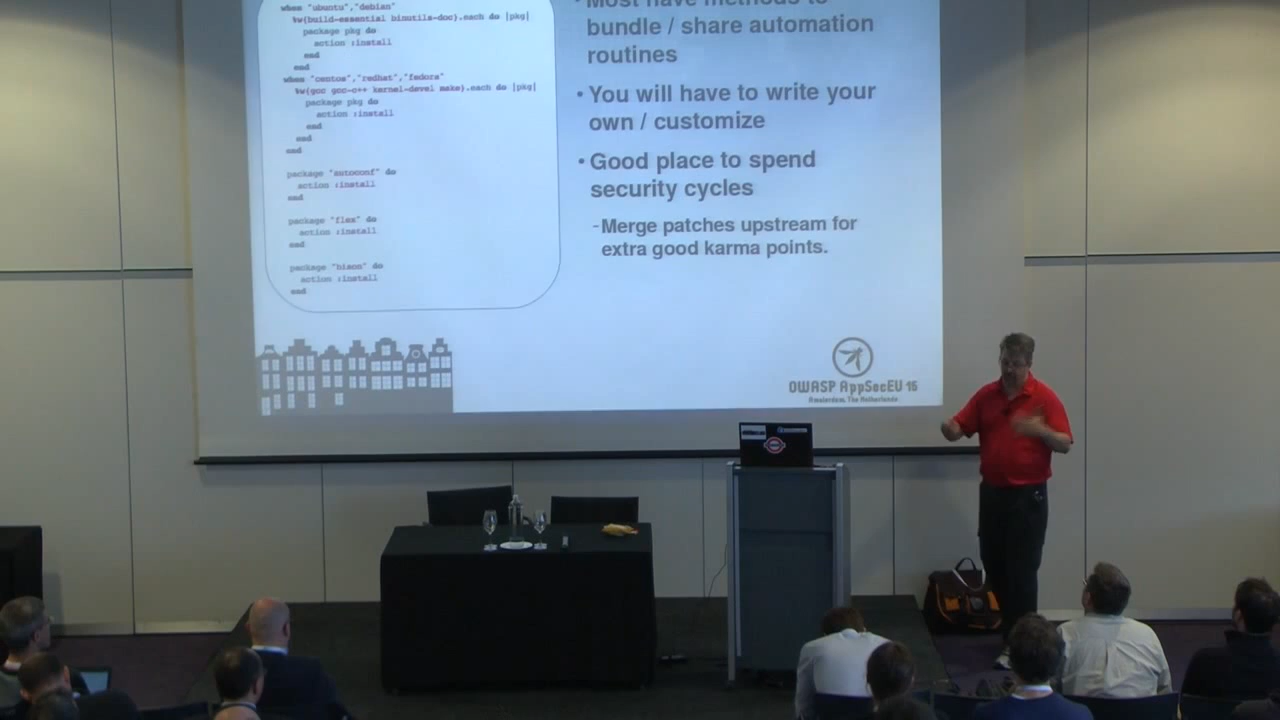 when "ubuntu","debian"
%w{build-essential binutils-doc}.each do |pkg|
package pkg do
action :install
end
end
when "centos","redhat","fedora"
%w{gcc gcc-c++ kernel-devel make}.each do |pkg|
package pkg do
action :install
end
end
end
package "autoconf" do
action :install
end
package "flex" do
action :install
end
package "bison" do
action :install
end
• Most have methods to
bundle / share automation
routines
• You will have to write your
own / customize
• Good place to spend
security cycles
-Merge patches upstream for
extra good karma points.
OWASP AppSecEU 15
Amsterdam, The Netherlands